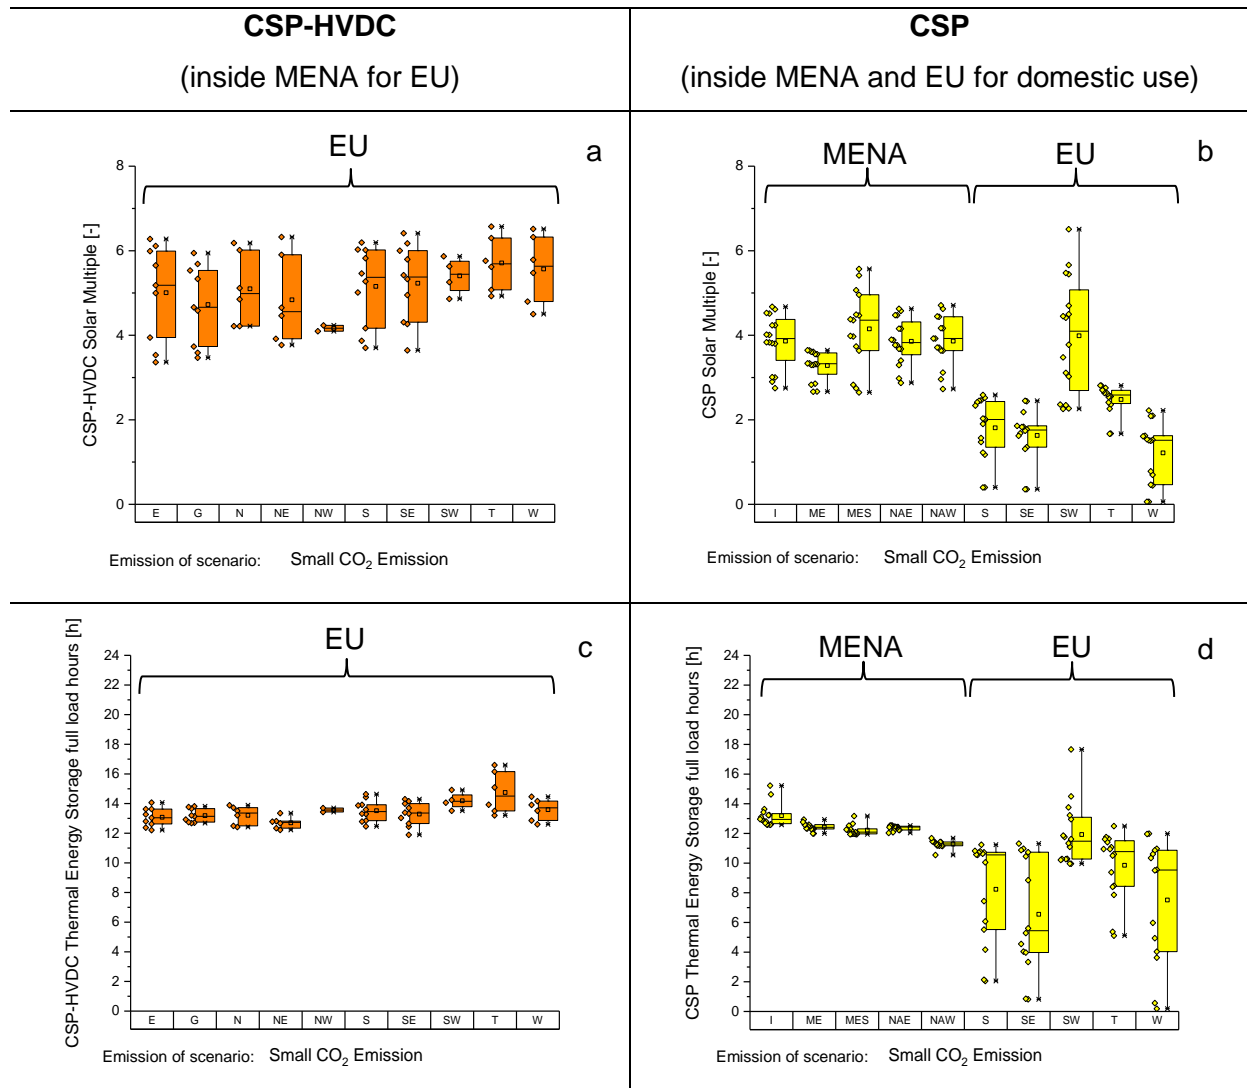 CSP-HVDC
(inside MENA for EU)
CSP
(inside MENA and EU for domestic use)
EU
a
CSP-HVDC Solar Multiple [-]
8
6
4
2
0
E G N NE NW S SE SW T W
Emission of scenario: Small CO2 Emission
MENA
EU
b
CSP Solar Multiple [-]
8
6
4
2
0
I ME MES NAE NAW S SE SW T W
Emission of scenario: Small CO2 Emission
EU
c
CSP-HVDC Thermal Energy Storage full load hours [h]
24
22
20
18
16
14
12
10
8
6
4
2
0
E G N NE NW S SE SW T W
Emission of scenario: Small CO2 Emission
MENA
EU
d
CSP Thermal Energy Storage full load hours [h]
24
22
20
18
16
14
12
10
8
6
4
2
0
I ME MES NAE NAW S SE SW T W
Emission of scenario: Small CO2 Emission